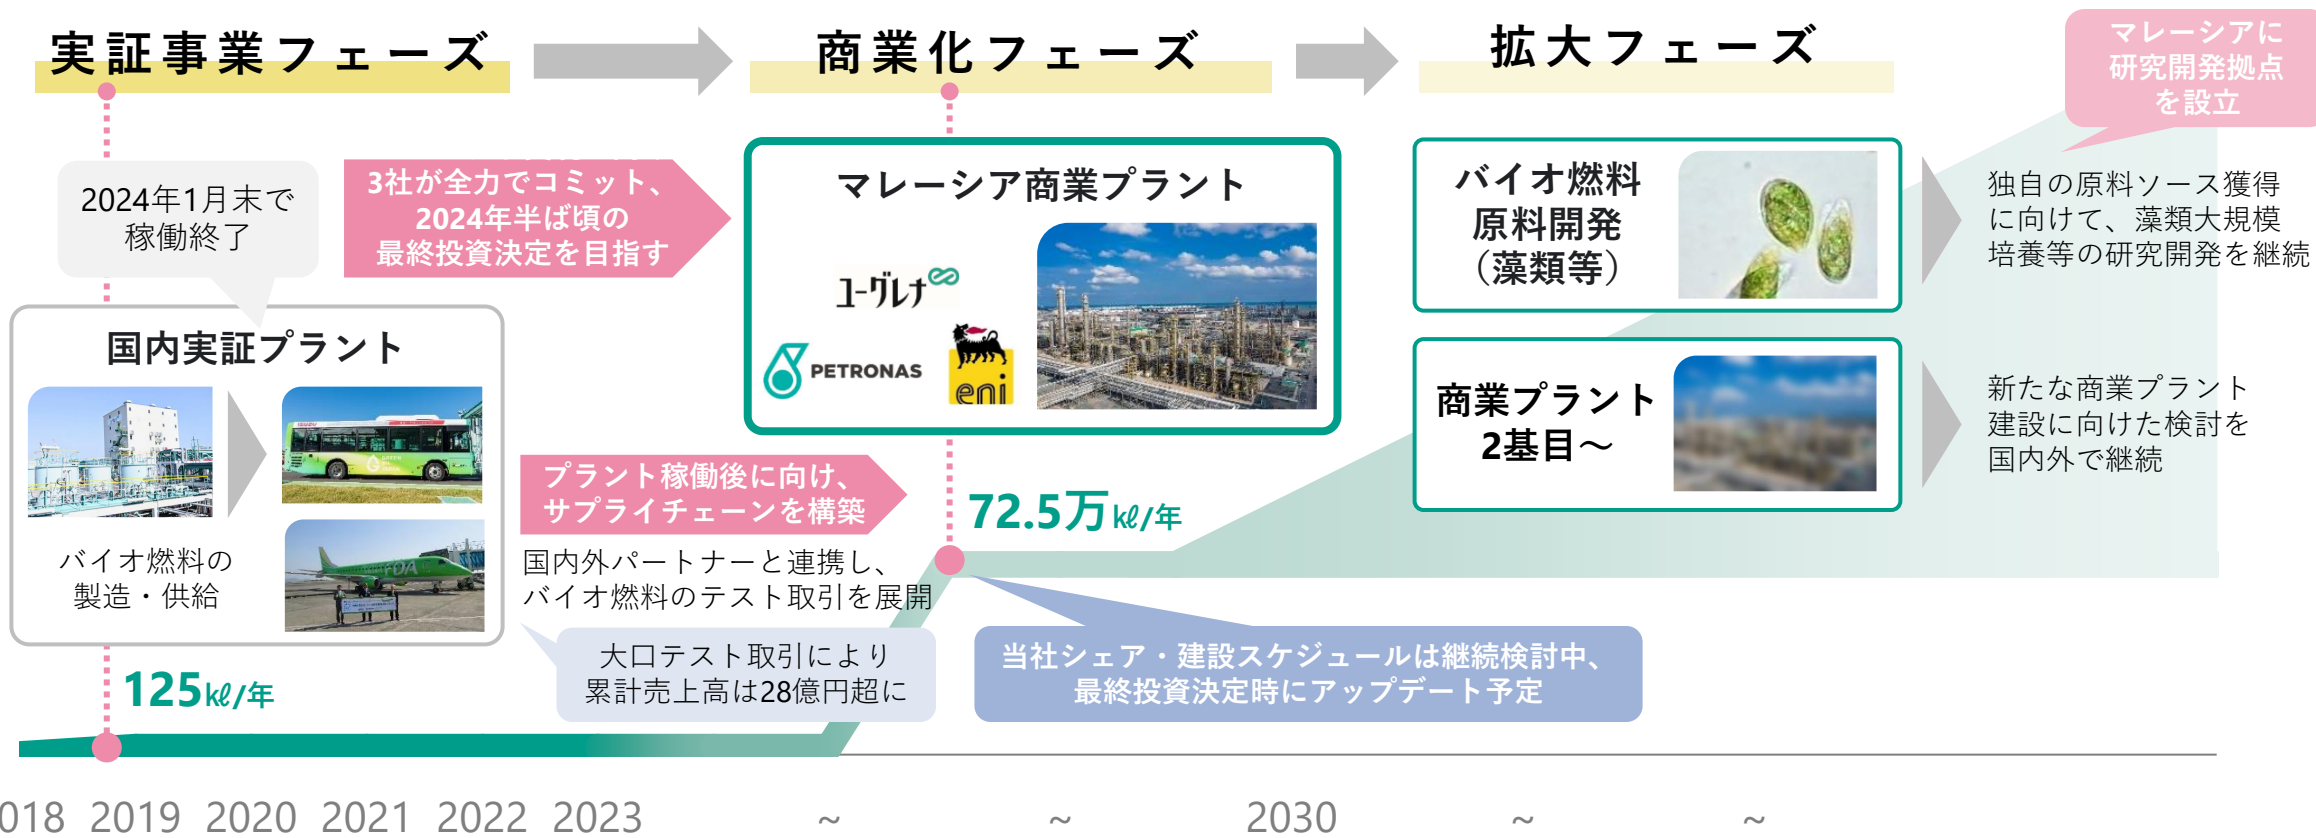 実証事業フェーズ
商業化フェーズ
拡大フェーズ
マレーシアに
研究開発拠点
を設立
2024年1月末で
稼働終了
3社が全力でコミット、
2024年半ば頃の
最終投資決定を目指す
マレーシア商業プラント
ユーグレナ
PETRONAS
eni
バイオ燃料
原料開発
（藻類等）
独自の原料ソース獲得
に向けて、藻類大規模
培養等の研究開発を継続
国内実証プラント
バイオ燃料の
製造・供給
FDA
125㎘/年
プラント稼働後に向け、
サプライチェーンを構築
国内外パートナーと連携し、
バイオ燃料のテスト取引を展開
大口テスト取引により
累計売上高は28億円超に
72.5万㎘/年
当社シェア・建設スケジュールは継続検討中、
最終投資決定時にアップデート予定
商業プラント
2基目～
新たな商業プラント
建設に向けた検討を
国内外で継続
018 2019 2020 2021 2022 2023 ~ ~ 2030 ~ ~